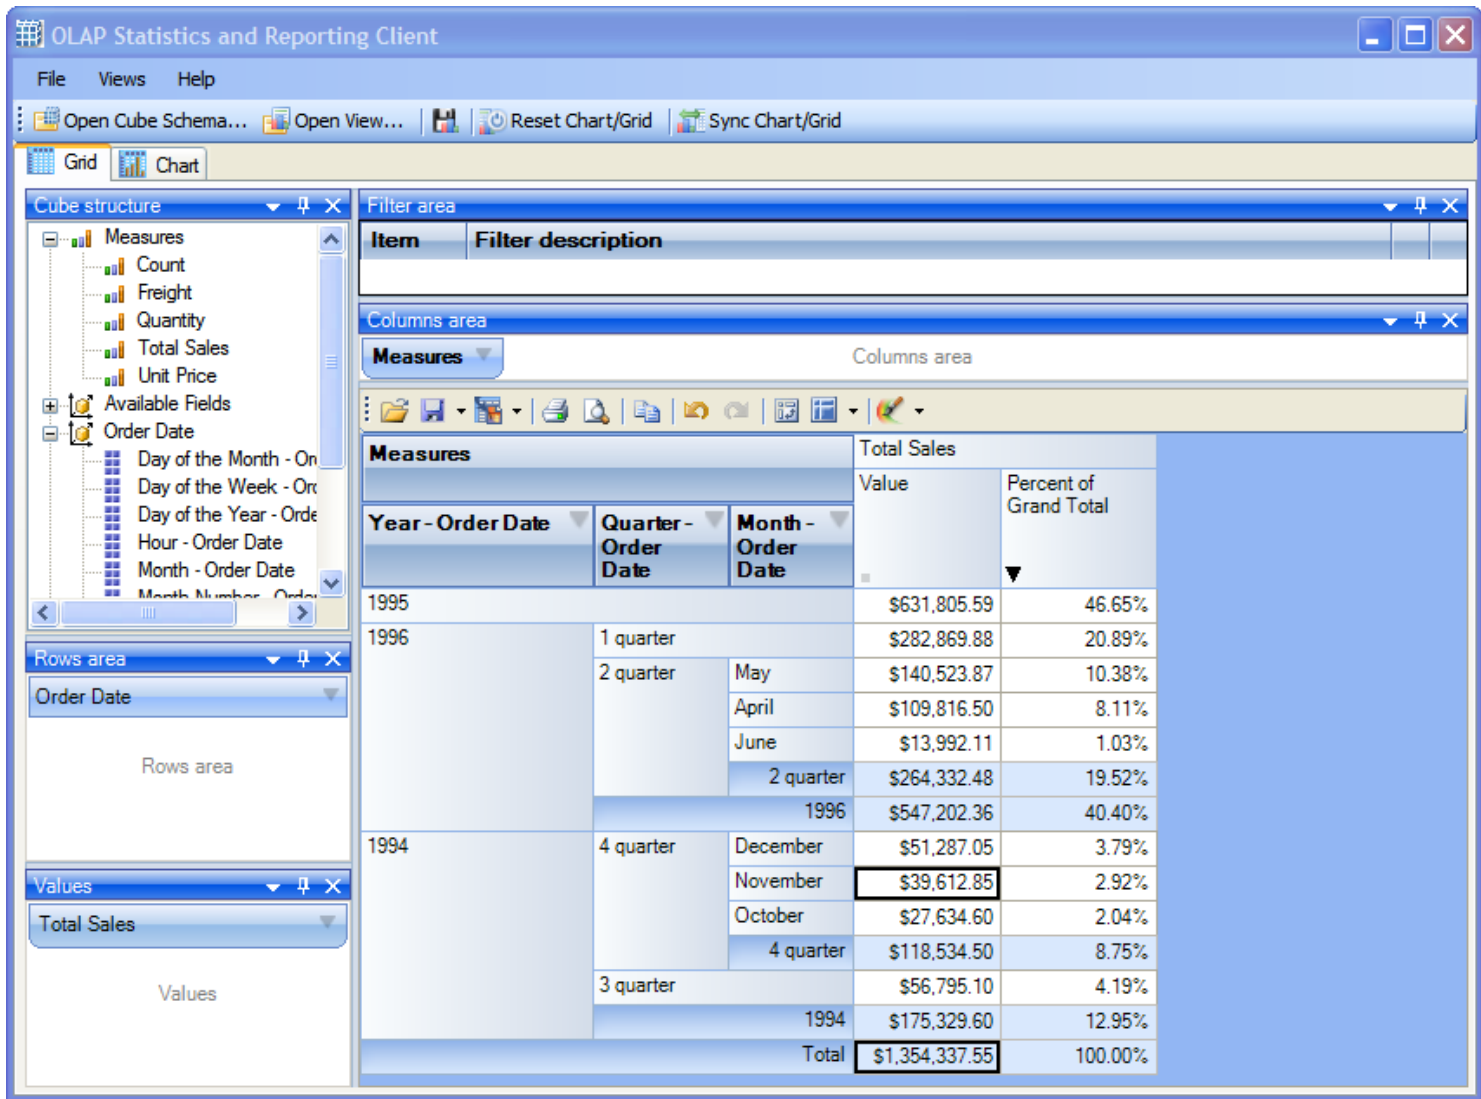 OLAP Statistics and Reporting Client
File Views Help
Open Cube Schema... Open View... Reset Chart/Grid Sync Chart/Grid
Grid Chart
Cube structure
Measures
Count
Freight
Quantity
Total Sales
Unit Price
Available Fields
Order Date
Day of the Month - Or
Day of the Week - Ord
Day of the Year - Orde
Hour - Order Date
Month - Order Date
Month Number - Order
Rows area
Order Date
Rows area
Values
Total Sales
Values
Filter area
Item Filter description
Columns area
Measures Columns area
Measures Total Sales
Value Percent of
Grand Total
Year - Order Date Quarter - Month -
Order Order
Date Date
1995 $631,805.59 46.65%
1996 1 quarter $282,869.88 20.89%
2 quarter May $140,523.87 10.38%
April $109,816.50 8.11%
June $13,992.11 1.03%
2 quarter $264,332.48 19.52%
1996 $547,202.36 40.40%
1994 4 quarter December $51,287.05 3.79%
November $39,612.85 2.92%
October $27,634.60 2.04%
4 quarter $118,534.50 8.75%
3 quarter $56,795.10 4.19%
1994 $175,329.60 12.95%
Total $1,354,337.55 100.00%